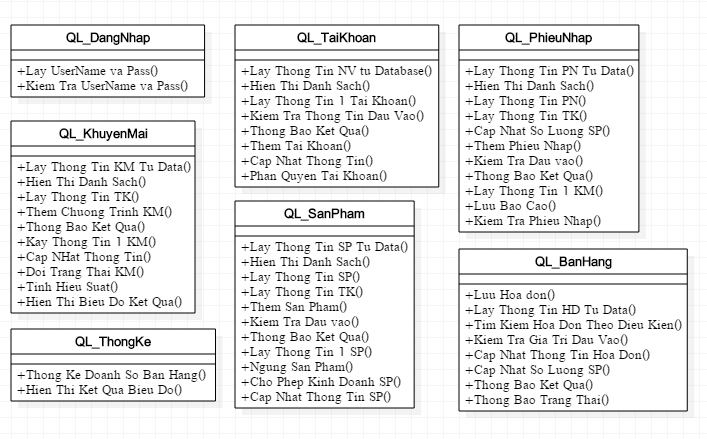 QL_DangNhap
+Lay UserName va Pass()
+Kiem Tra UserName va Pass()
QL_KhuyenMai
+Lay Thong Tin KM Tu Data()
+Hien Thi Danh Sach()
+Lay Thong Tin TK()
+Them Chuong Trinh KM()
+Thong Bao Ket Qua()
+Kay Thong Tin 1 KM()
+Cap NHat Thong Tin()
+Doi Trang Thai KM()
+Tinh Hieu Suat()
+Hien Thi Bieu Do Ket Qua()
QL_ThongKe
+Thong Ke Doanh So Ban Hang()
+Hien Thi Ket Qua Bieu Do()
QL_TaiKhoan
+Lay Thong Tin NV tu Database()
+Hien Thi Danh Sach()
+Lay Thong Tin 1 Tai Khoan()
+Kiem Tra Thong Tin Dau Vao()
+Thong Bao Ket Qua()
+Them Tai Khoan()
+Cap Nhat Thong Tin()
+Phan Quyen Tai Khoan()
QL_SanPham
+Lay Thong Tin SP Tu Data()
+Hien Thi Danh Sach()
+Lay Thong Tin SP()
+Lay Thong Tin TK()
+Them San Pham()
+Kiem Tra Dau vao()
+Thong Bao Ket Qua()
+Lay Thong Tin 1 SP()
+Ngung San Pham()
+Cho Phep Kinh Doanh SP()
+Cap Nhat Thong Tin SP()
QL_PhieuNhap
+Lay Thong Tin PN Tu Data()
+Hien Thi Danh Sach()
+Lay Thong Tin PN()
+Lay Thong Tin TK()
+Cap Nhat So Luong SP()
+Them Phieu Nhap()
+Kiem Tra Dau vao()
+Thong Bao Ket Qua()
+Lay Thong Tin 1 KM()
+Luu Bao Cao()
+Kiem Tra Phieu Nhap()
QL_BanHang
+Luu Hoa don()
+Lay Thong Tin HD Tu Data()
+Tim Kiem Hoa Don Theo Dieu Kien()
+Kiem Tra Gia Tri Dau Vao()
+Cap Nhat Thong Tin Hoa Don()
+Cap Nhat So Luong SP()
+Thong Bao Ket Qua()
+Thong Bao Trang Thai()